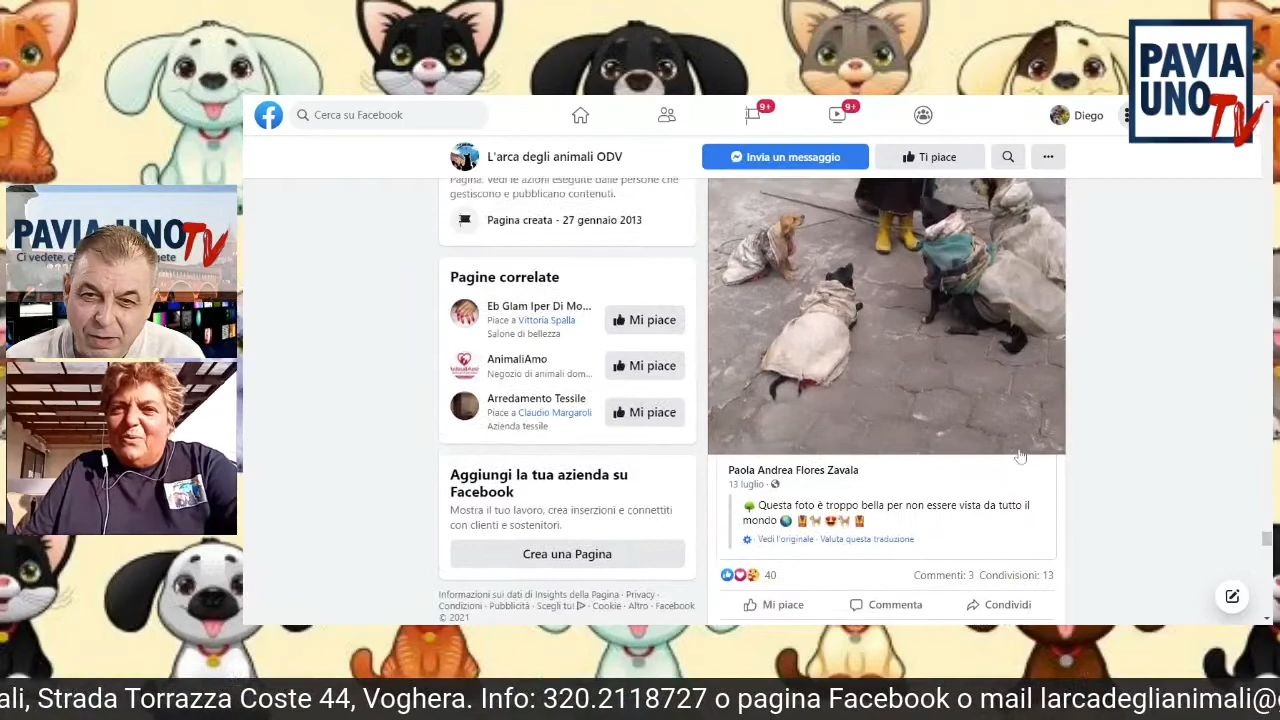 PAVIA
UNO TV
Cerca su Facebook
9+
9+
Diego
L'arca degli animali ODV
Invia un messaggio
Ti piace
Pagina. Vedi le azioni eseguite dalle persone che
gestiscono e pubblicano contenuti.
Pagina creata - 27 gennaio 2013
Pagine correlate
Eb Glam Iper Di Mo...
Piace a Vittoria Spalla
Salone di bellezza
Mi piace
AnimaliAmo
Negozio di animali dom...
Mi piace
Arredamento Tessile
Piace a Claudio Margaroli
Azienda tessile
Mi piace
Aggiungi la tua azienda su
Facebook
Mostra il tuo lavoro, crea inserzioni e connettiti
con clienti e sostenitori.
Crea una Pagina
Informazioni sui dati di Insights della Pagina · Privacy ·
Condizioni · Pubblicità · Scegli tu! · Cookie · Altro · Facebook
© 2021
Paola Andrea Flores Zavala
13 luglio ·
Questa foto è troppo bella per non essere vista da tutto il
mondo
Vedi l'originale · Valuta questa traduzione
40
Commenti: 3 Condivisioni: 13
Mi piace
Commenta
Condividi
PAVIA UNO TV
Ci vedete,
ali, Strada Torrazza Coste 44, Voghera. Info: 320.2118727 o pagina Facebook o mail larcadeglianimali@